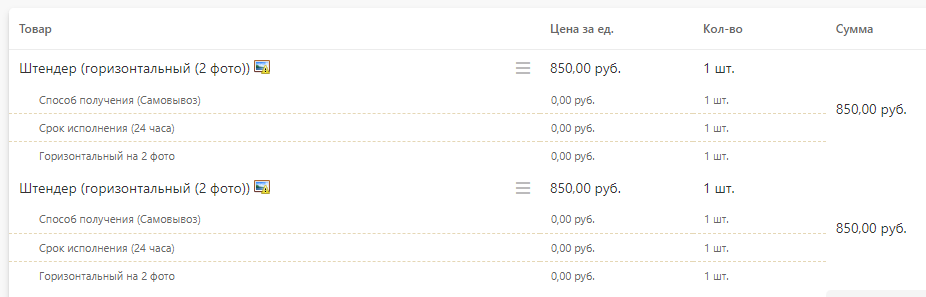 Товар Цена за ед. Кол-во Сумма
Штендер (горизонтальный (2 фото)) 850,00 руб. 1 шт.
Способ получения (Самовывоз) 0,00 руб. 1 шт.
850,00 руб.
Срок исполнения (24 часа) 0,00 руб. 1 шт.
Горизонтальный на 2 фото 0,00 руб. 1 шт.
Штендер (горизонтальный (2 фото)) 850,00 руб. 1 шт.
Способ получения (Самовывоз) 0,00 руб. 1 шт.
850,00 руб.
Срок исполнения (24 часа) 0,00 руб. 1 шт.
Горизонтальный на 2 фото 0,00 руб. 1 шт.